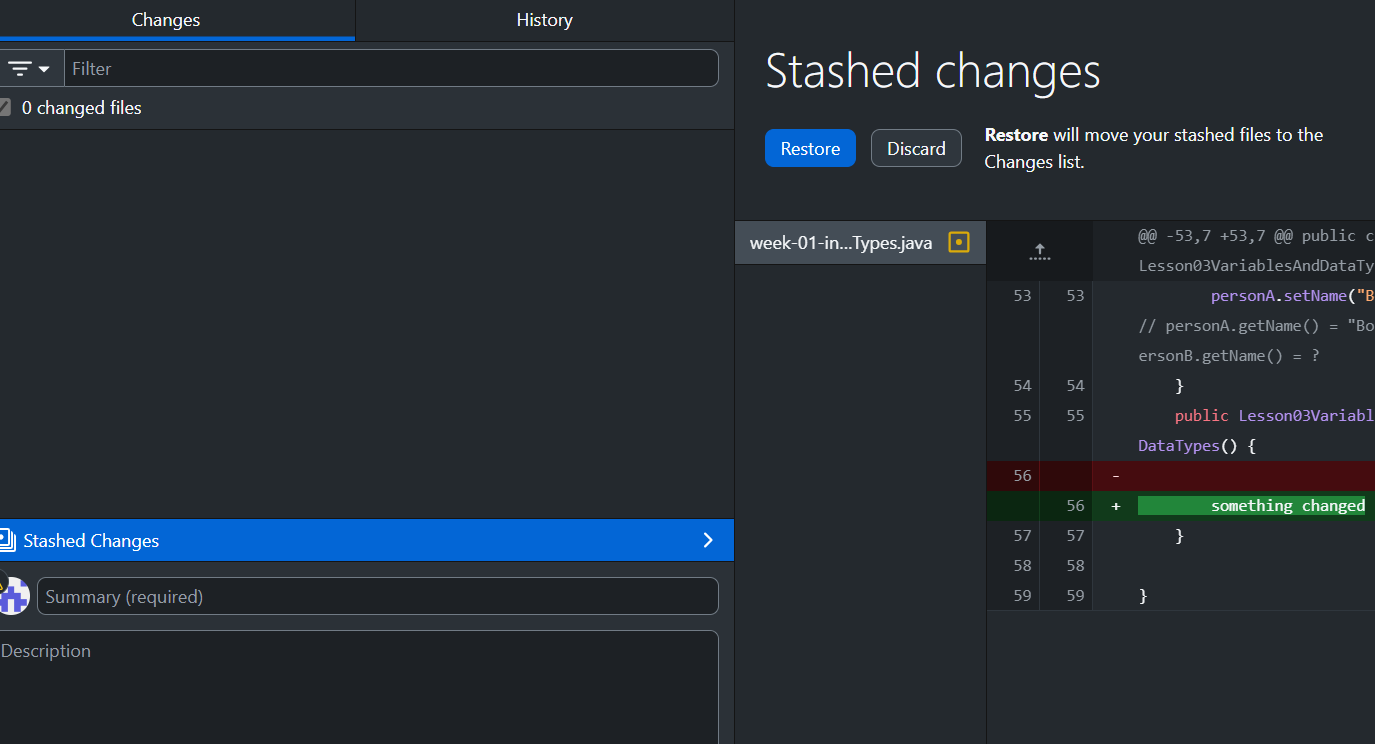 Changes
History
Filter
0 changed files
Stashed Changes
Summary (required)
Description
Stashed changes
Restore
Discard
Restore will move your stashed files to the
Changes list.
week-01-in...Types.java
@@ -53,7 +53,7 @@ public c
Lesson03VariablesAndDataTy
53 53 personA.setName("B
// personA.getName() = "Bo
ersonB.getName() = ?
54 54 }
55 55 public Lesson03Variabl
DataTypes() {
56 -
56 + something changed
57 57 }
58 58
59 59 }